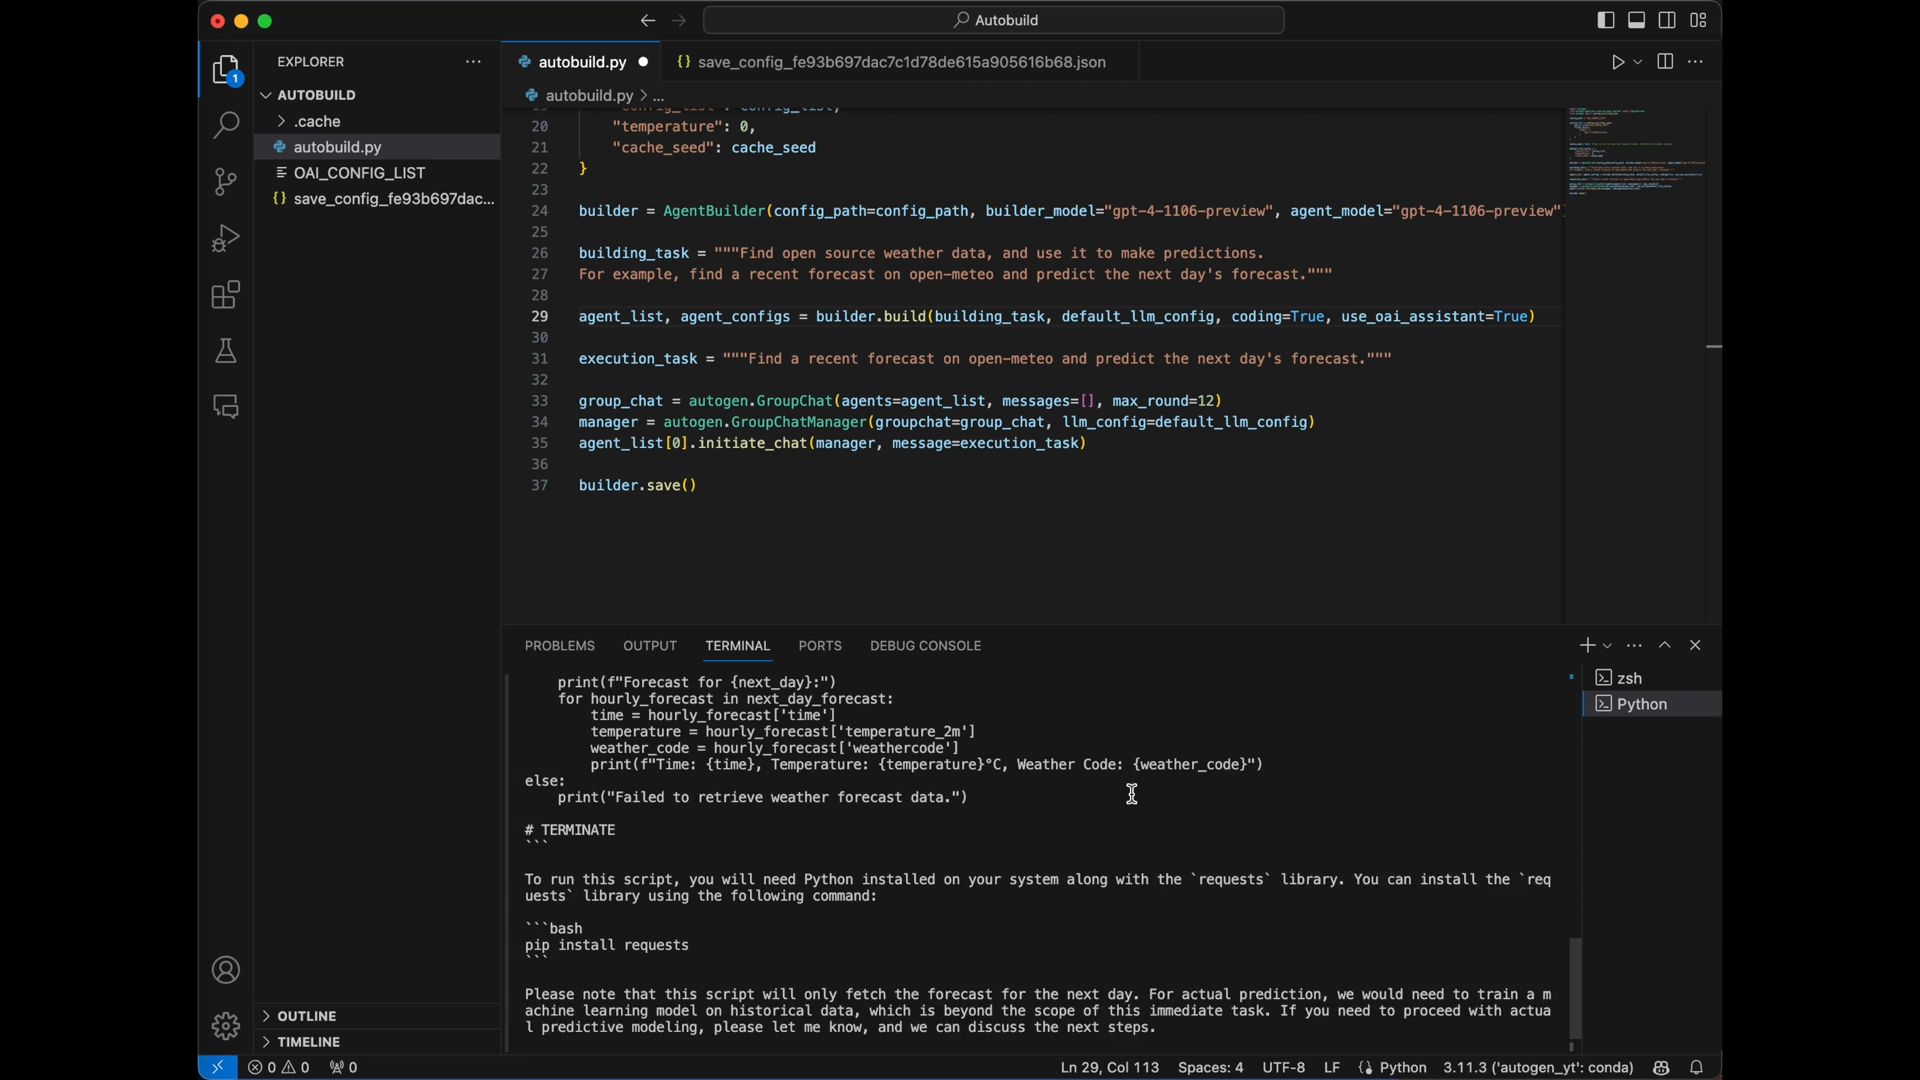 Autobuild
EXPLORER
AUTOBUILD
.cache
autobuild.py
OAI_CONFIG_LIST
save_config_fe93b697dac...
OUTLINE
TIMELINE
1
autobuild.py
{} save_config_fe93b697dac7c1d78de615a905616b68.json
autobuild.py > ...
20 "temperature": 0,
21 "cache_seed": cache_seed
22 }
23
24 builder = AgentBuilder(config_path=config_path, builder_model="gpt-4-1106-preview", agent_model="gpt-4-1106-preview"
25
26 building_task = """Find open source weather data, and use it to make predictions.
27 For example, find a recent forecast on open-meteo and predict the next day's forecast."""
28
29 agent_list, agent_configs = builder.build(building_task, default_llm_config, coding=True, use_oai_assistant=True)
30
31 execution_task = """Find a recent forecast on open-meteo and predict the next day's forecast."""
32
33 group_chat = autogen.GroupChat(agents=agent_list, messages=[], max_round=12)
34 manager = autogen.GroupChatManager(groupchat=group_chat, llm_config=default_llm_config)
35 agent_list[0].initiate_chat(manager, message=execution_task)
36
37 builder.save()
PROBLEMS OUTPUT TERMINAL PORTS DEBUG CONSOLE
print(f"Forecast for {next_day}:")
for hourly_forecast in next_day_forecast:
time = hourly_forecast['time']
temperature = hourly_forecast['temperature_2m']
weather_code = hourly_forecast['weathercode']
print(f"Time: {time}, Temperature: {temperature}°C, Weather Code: {weather_code}")
else:
print("Failed to retrieve weather forecast data.")
# TERMINATE
```
To run this script, you will need Python installed on your system along with the `requests` library. You can install the `req
uests` library using the following command:
```bash
pip install requests
```
Please note that this script will only fetch the forecast for the next day. For actual prediction, we would need to train a m
achine learning model on historical data, which is beyond the scope of this immediate task. If you need to proceed with actua
l predictive modeling, please let me know, and we can discuss the next steps.
zsh
Python
0 0 0
Ln 29, Col 113 Spaces: 4 UTF-8 LF Python 3.11.3 ('autogen_yt': conda)